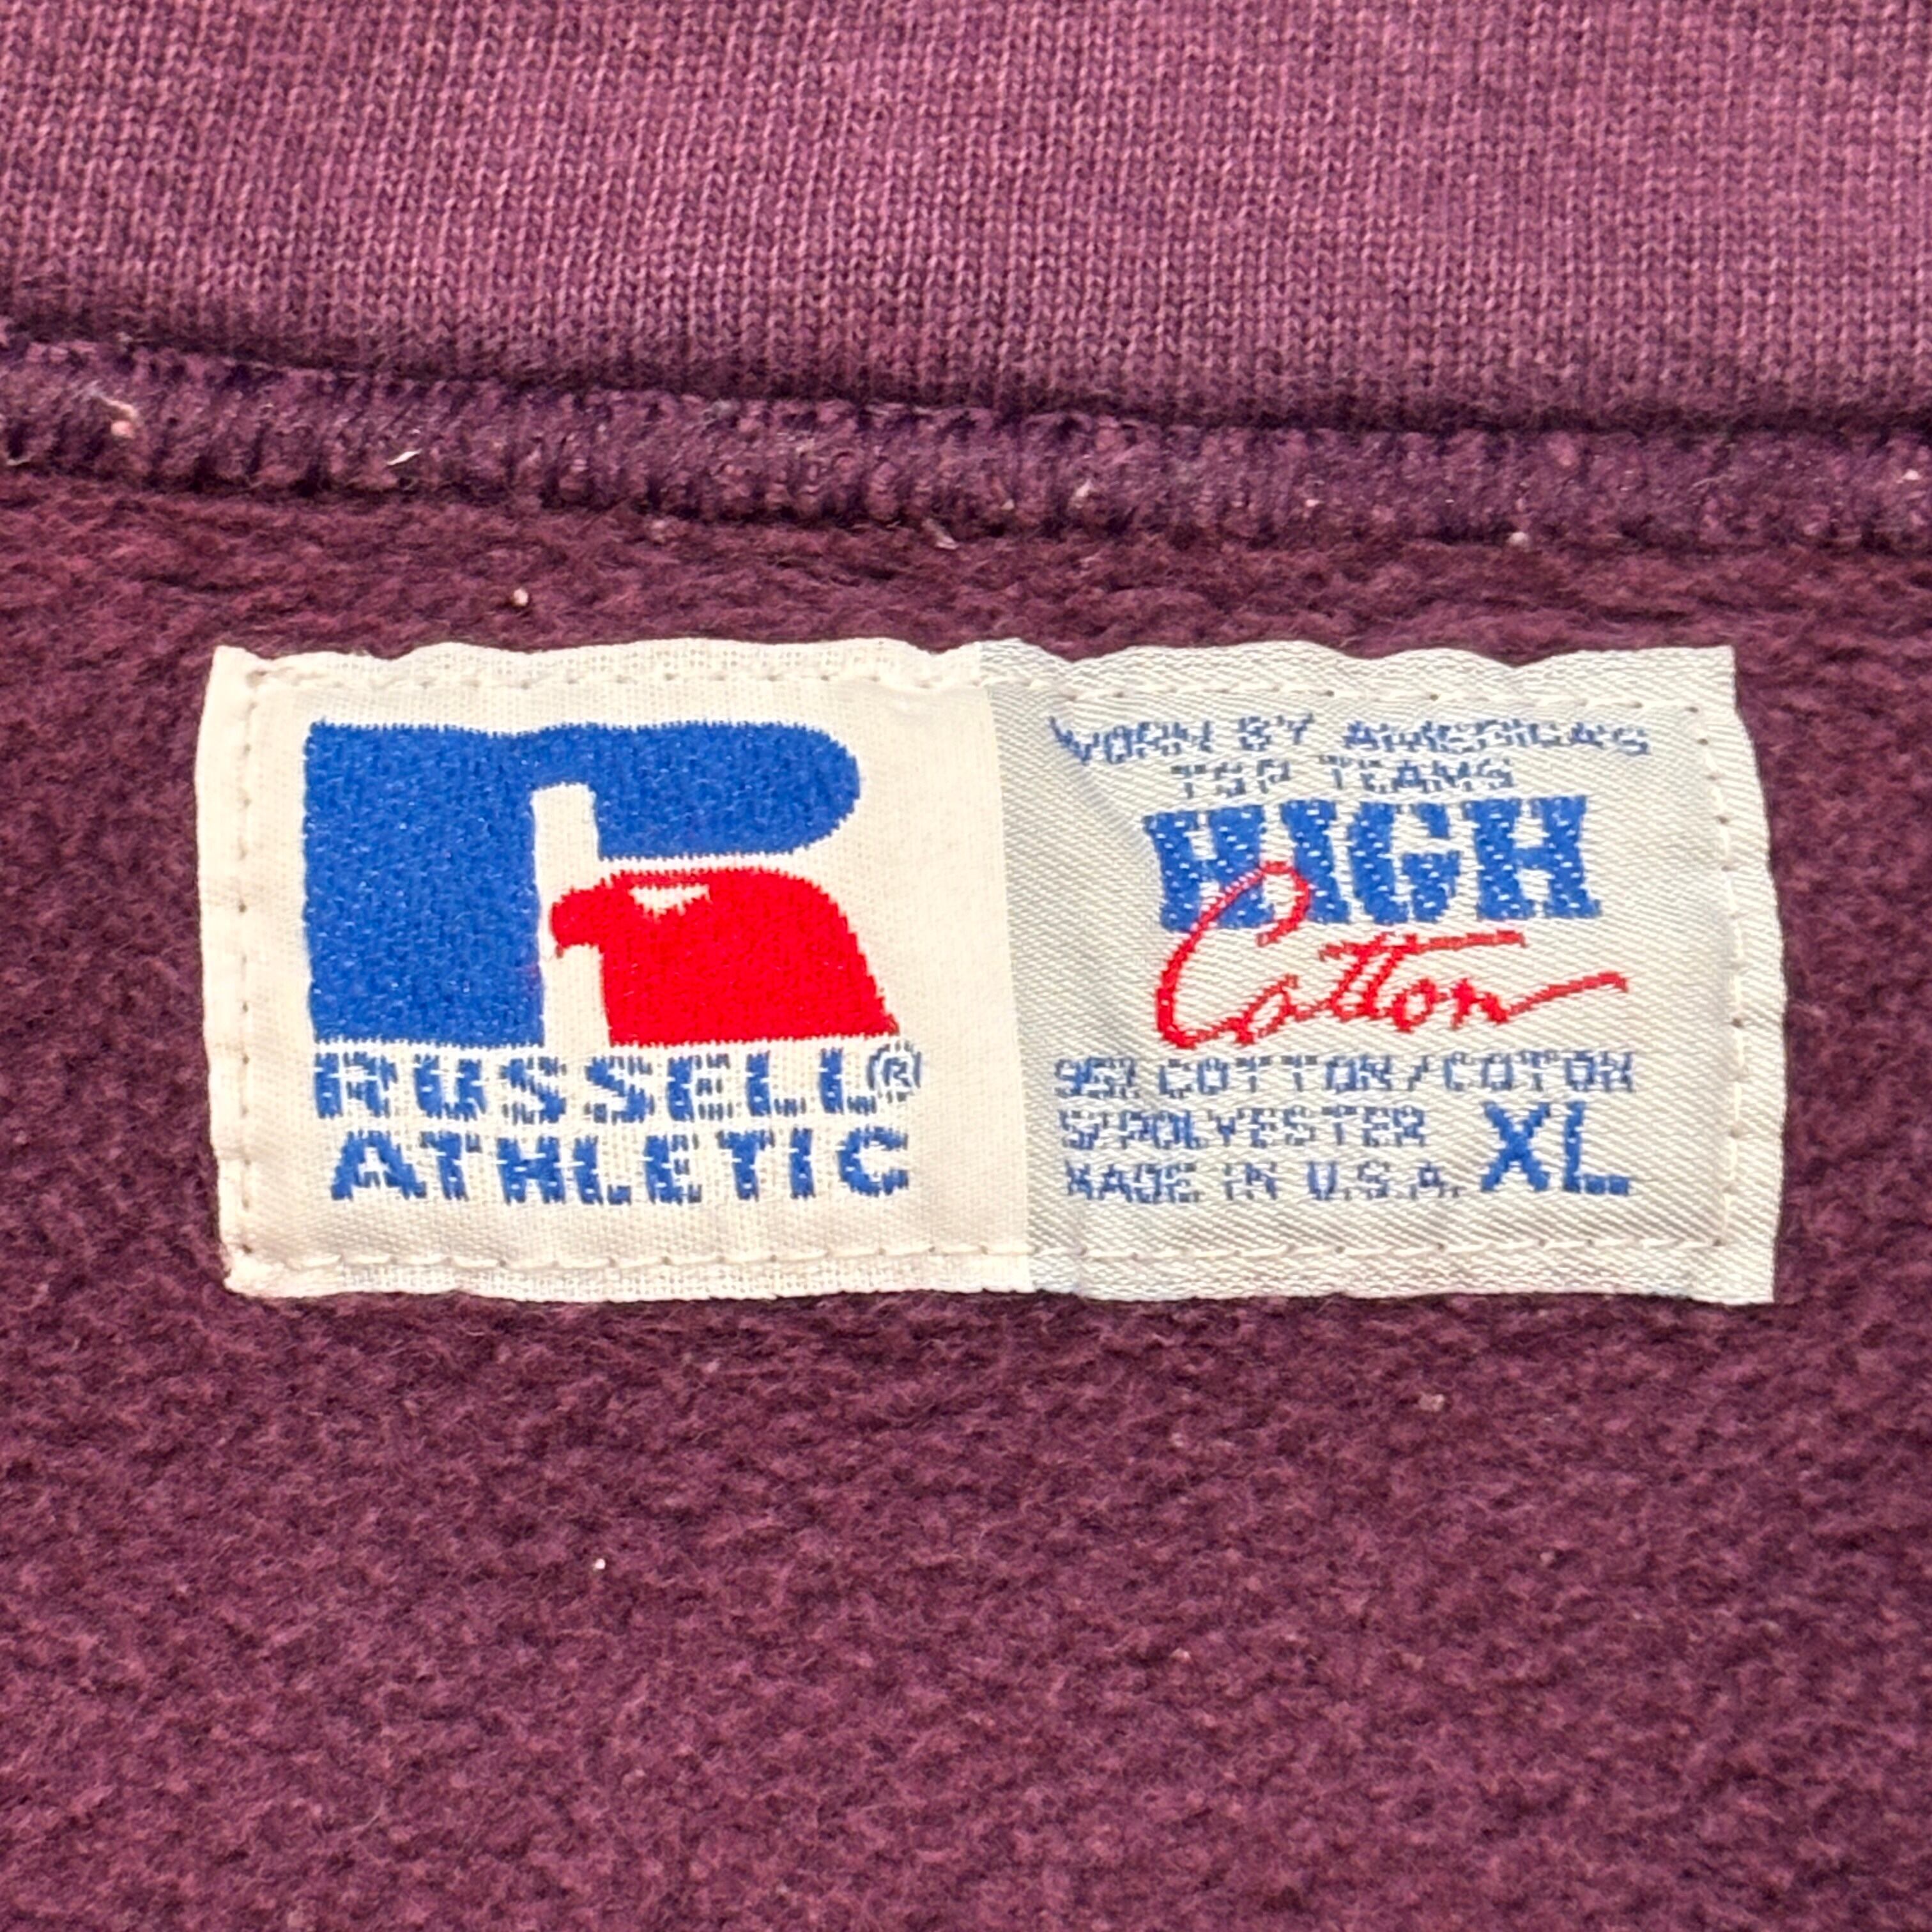 RUSSELL®
ATHLETIC
WORN BY AMERICA'S
TOP TEAMS
HIGH
Cotton
95% COTTON/COTON
5% POLYESTER
MADE IN U.S.A. XL